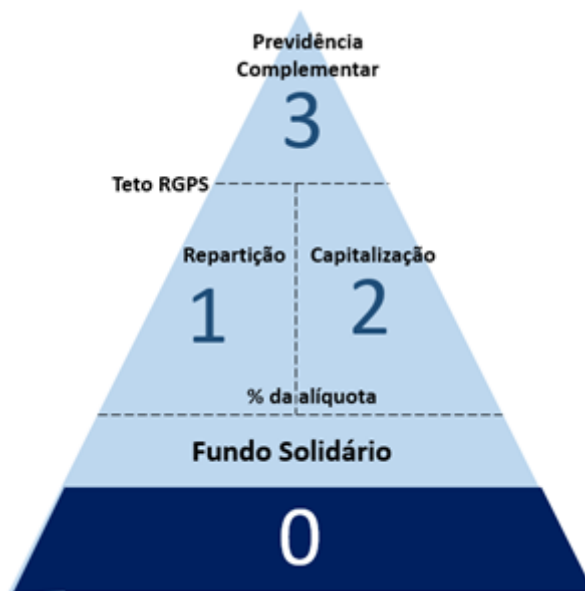 Previdência
Complementar
3
Teto RGPS
Repartição
Capitalização
1
2
% da alíquota
Fundo Solidário
0